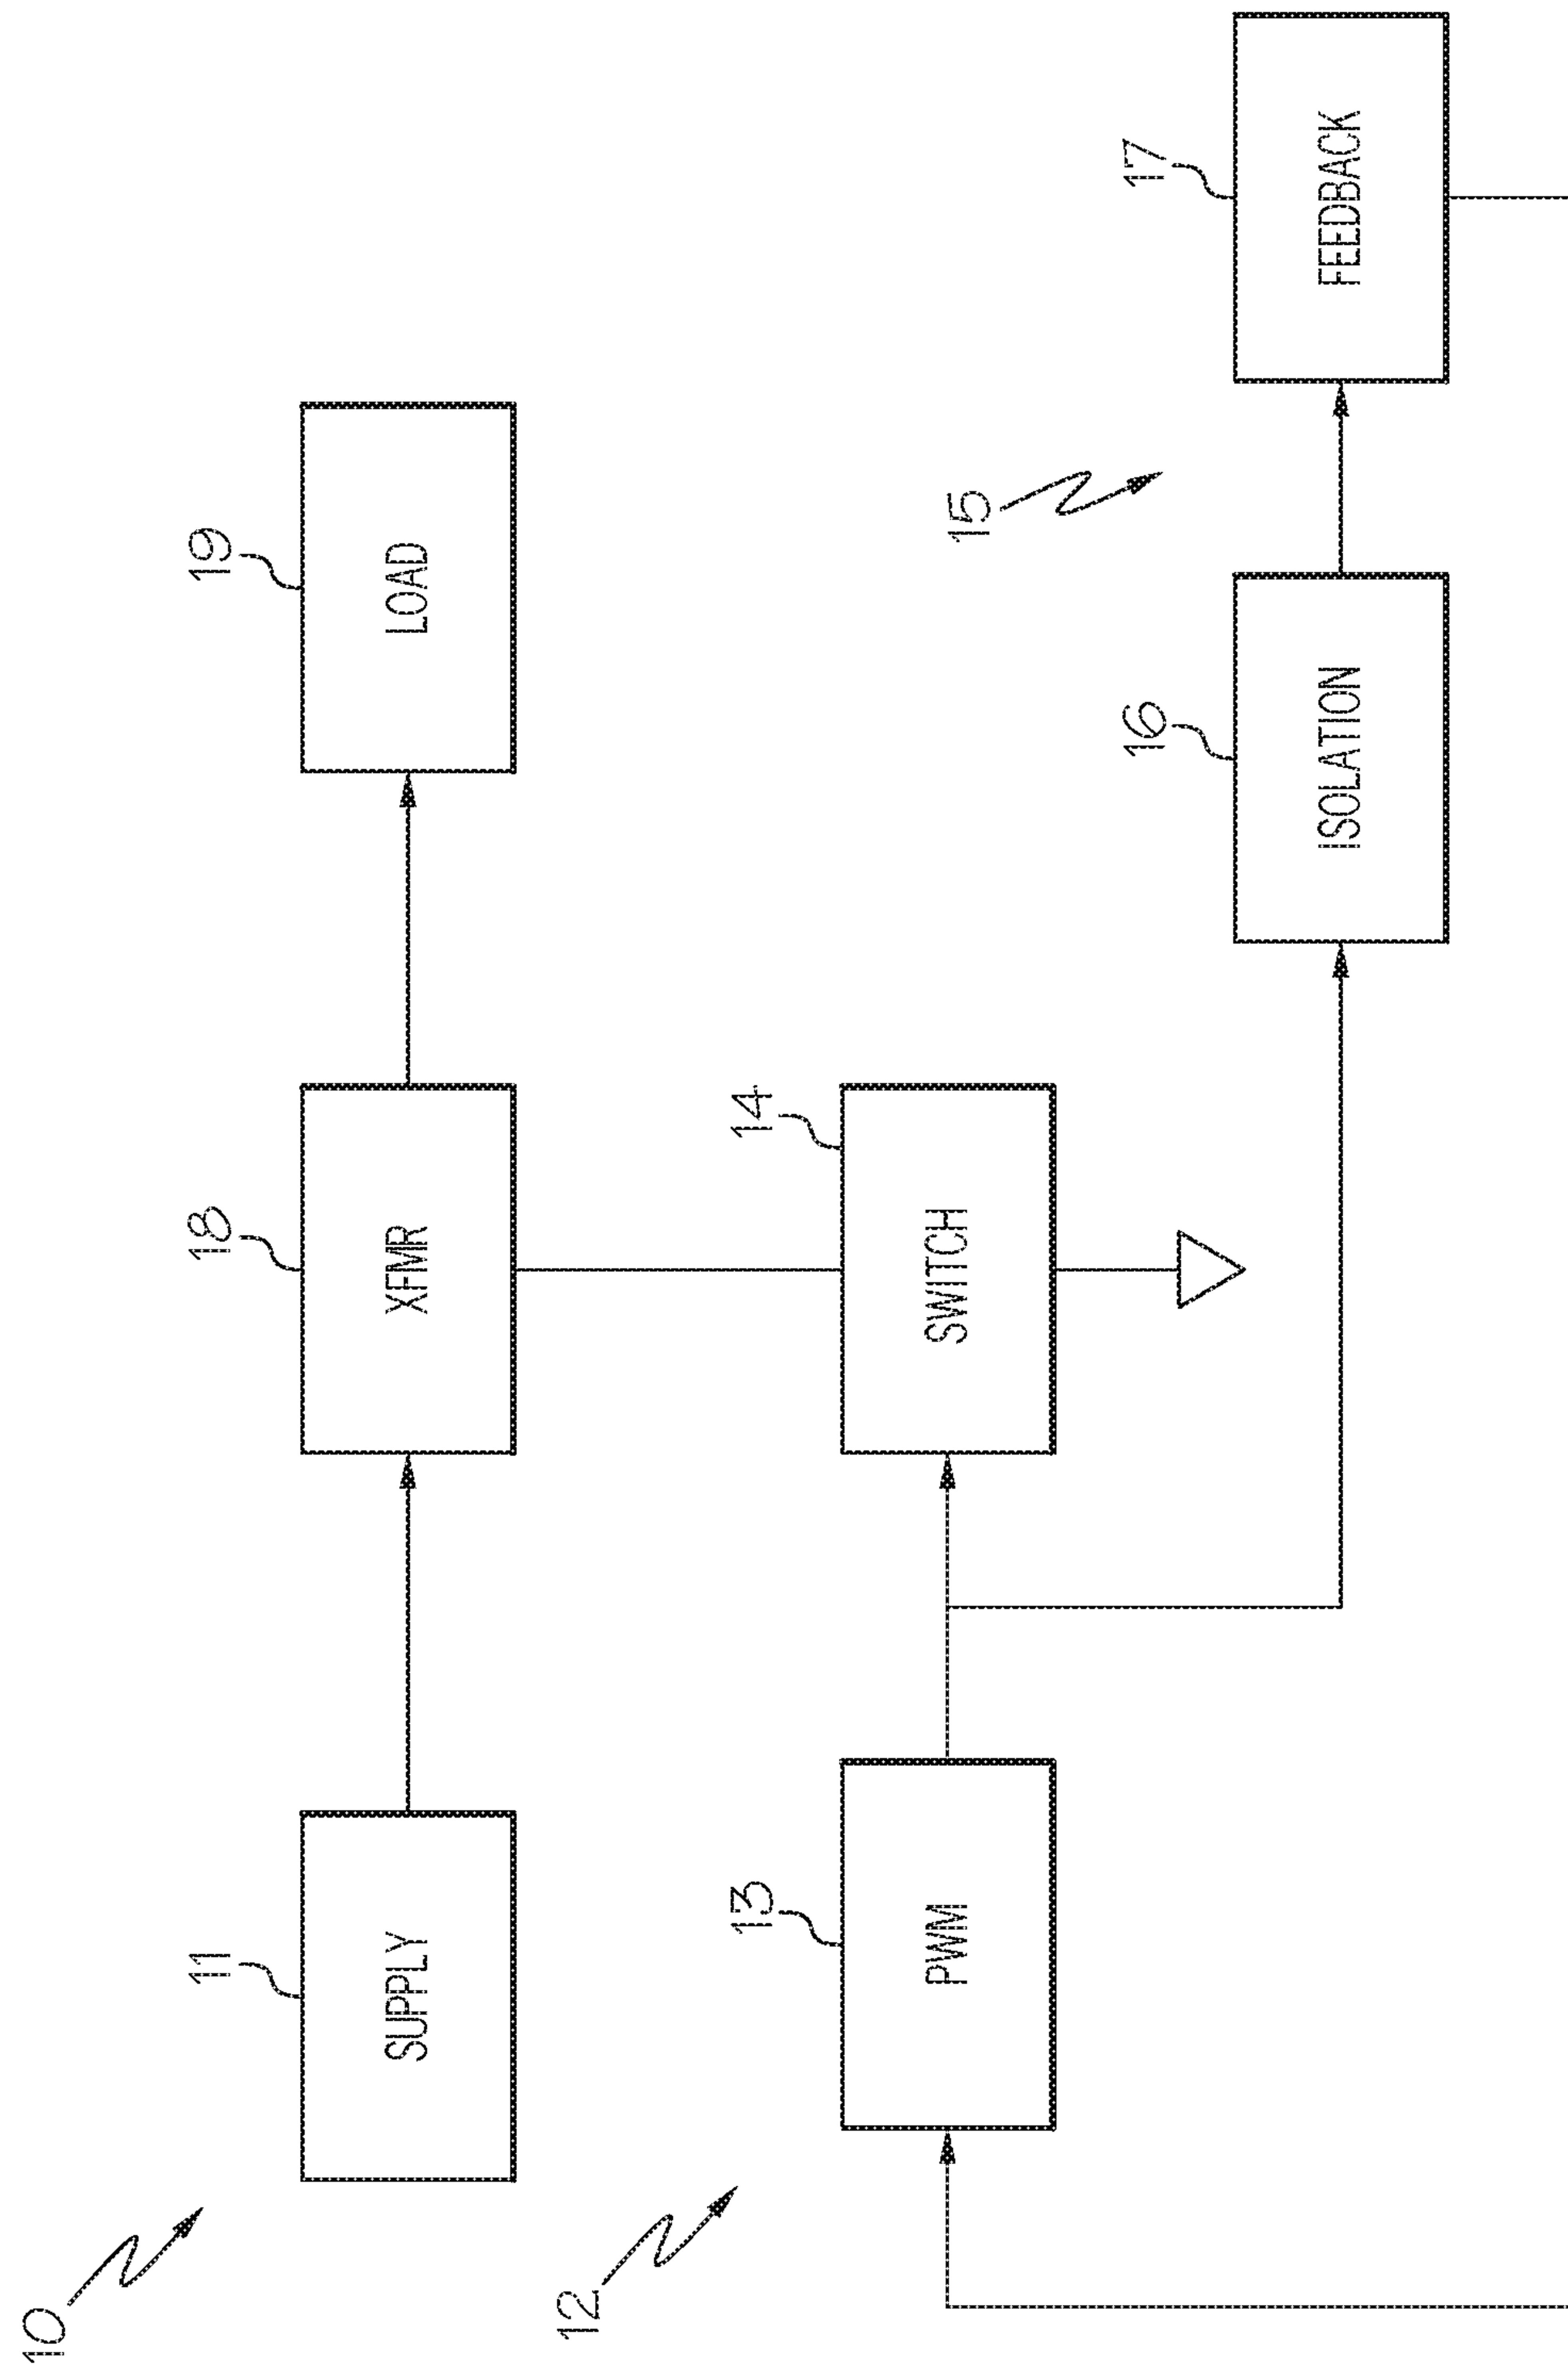 10
11
SUPPLY
18
XFMR
19
LOAD
12
13
PWM
14
SWITCH
15
16
ISOLATION
17
FEEDBACK